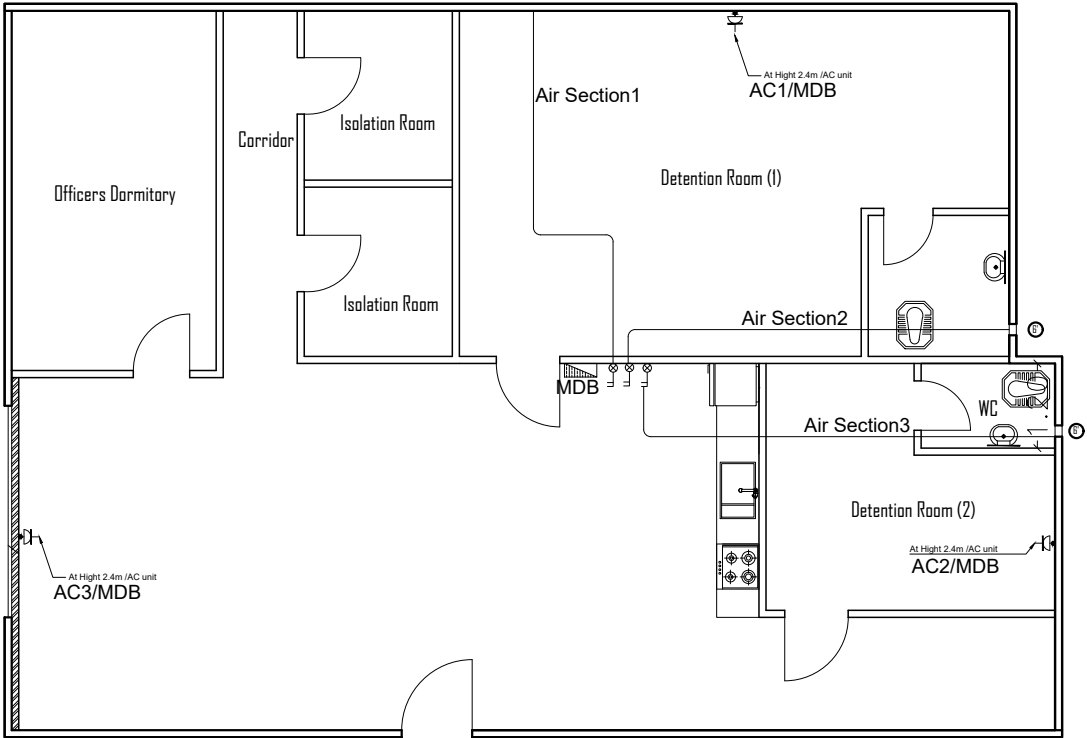 At Hight 2.4m /AC unit
AC1/MDB
Air Section1
Isolation Room
Corridor
Detention Room (1)
Officers Dormitory
Isolation Room
Air Section2
6"
MDB
WC
Air Section3
6"
Detention Room (2)
At Hight 2.4m /AC unit
AC2/MDB
At Hight 2.4m /AC unit
AC3/MDB